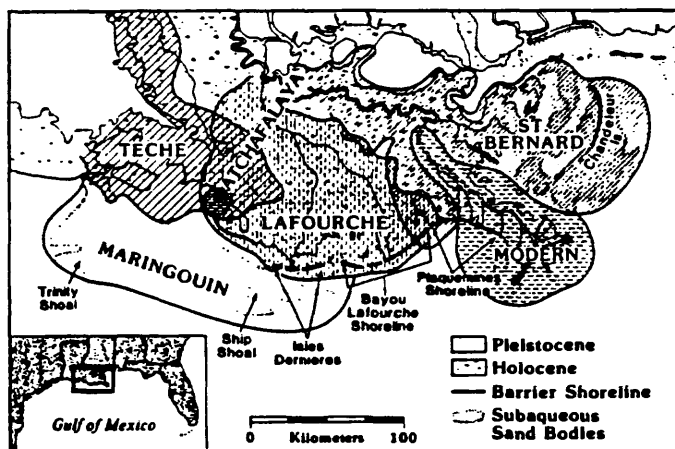 TECHE
ATCHAFALAYA
ST.
BERNARD
Chandeleur
Is.
LAFOURCHE
MODERN
MARINGOUIN
Plaquemines
Shoreline
Trinity
Shoal
Ship
Shoal
Isles
Dernieres
Bayou
Lafourche
Shoreline
Gulf of Mexico
0 Kilometers 100
Pleistocene
Holocene
Barrier Shoreline
Subaqueous
Sand Bodies